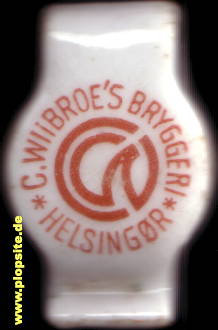 * C. WIIBROE'S BRYGGERI *
HELSINGØR
www.plopsite.de